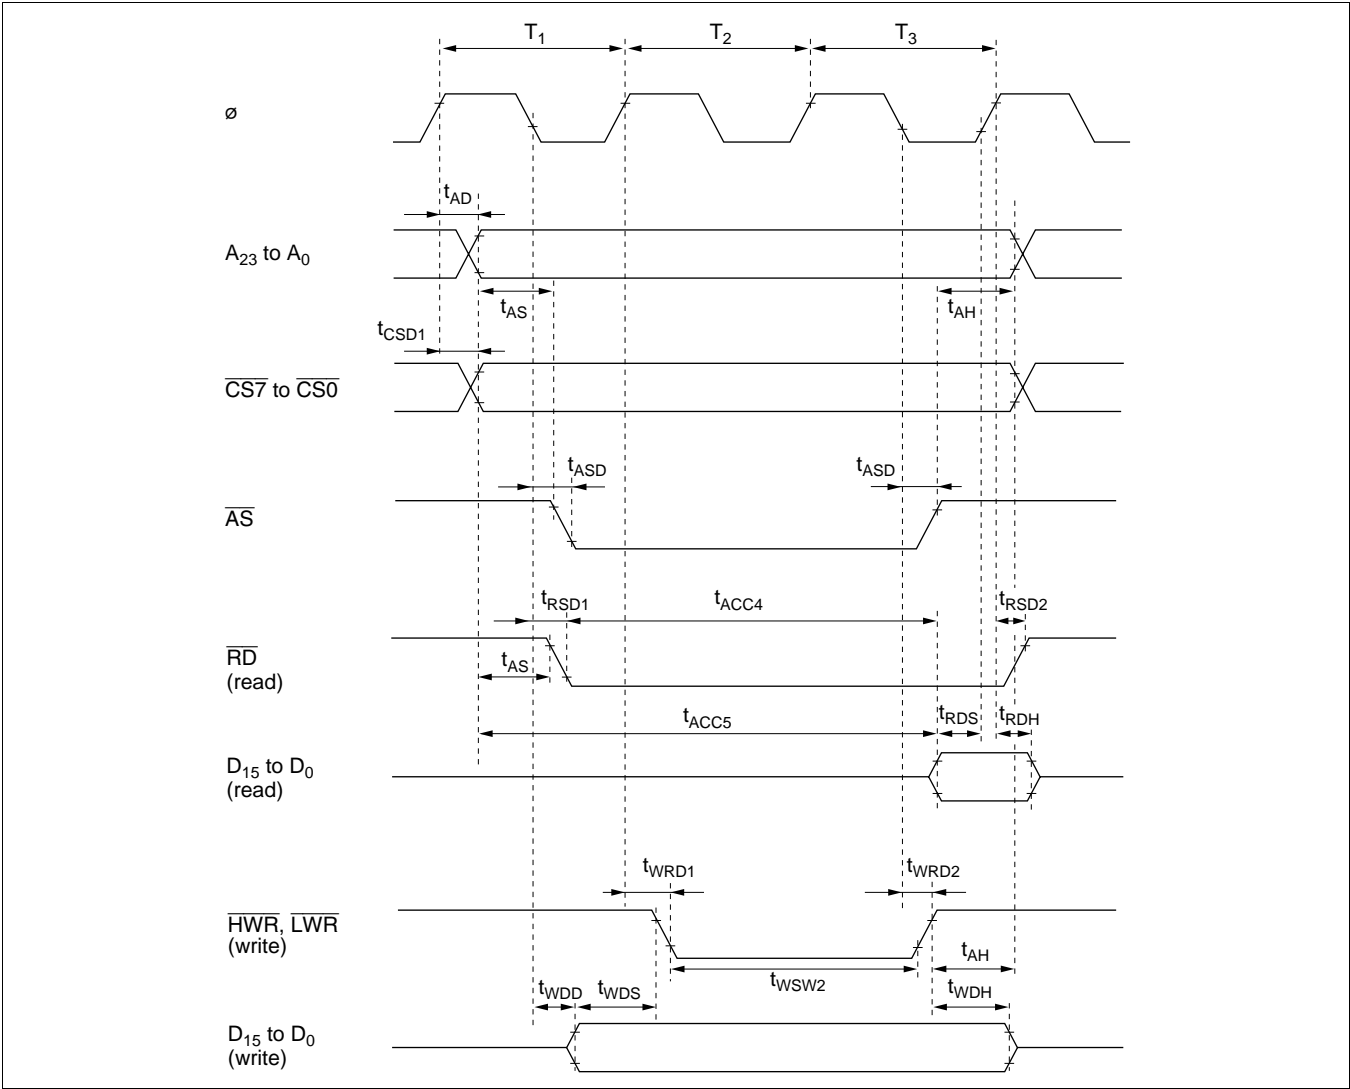 T1 T2 T3
ø
tAD
A23 to A0
tAS tAH
tCSD1
CS7 to CS0
tASD tASD
AS
tRSD1 tACC4 tRSD2
RD
(read)
tAS
tACC5 tRDS tRDH
D15 to D0
(read)
tWRD1 tWRD2
HWR, LWR
(write)
tAH
tWSW2
tWDD tWDS tWDH
D15 to D0
(write)